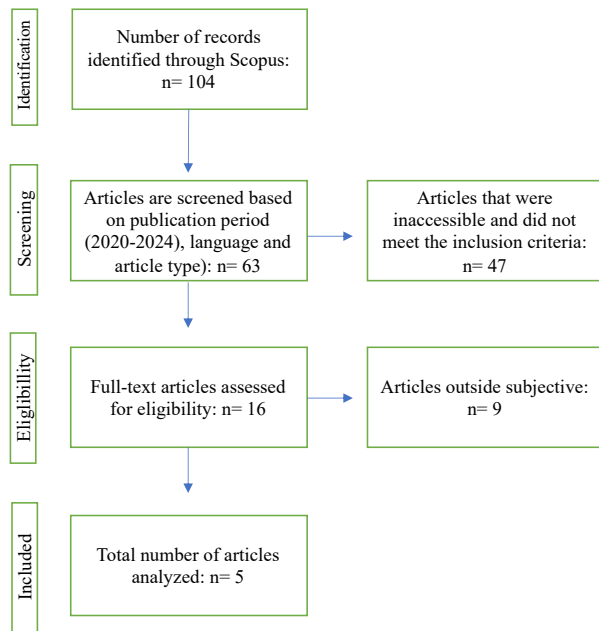 Identification
Number of records
identified through Scopus:
n= 104
Screening
Articles are screened based
on publication period
(2020-2024), language and
article type): n= 63
Articles that were
inaccessible and did not
meet the inclusion criteria:
n= 47
Eliglibillity
Full-text articles assessed
for eligibility: n= 16
Articles outside subjective:
n= 9
Included
Total number of articles
analyzed: n= 5